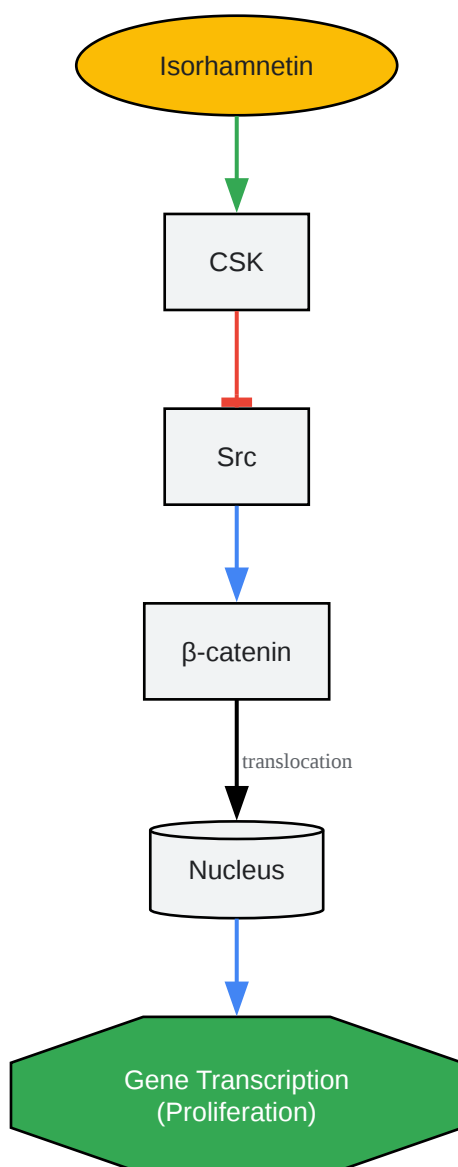 Isorhamnetin
CSK
Src
β-catenin
translocation
Nucleus
Gene Transcription
(Proliferation)